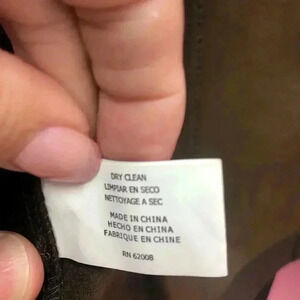 DRY CLEAN
LIMPIAR EN SECO
NETTOYAGE A SEC
MADE IN CHINA
HECHO EN CHINA
FABRIQUE EN CHINE
RN 62008